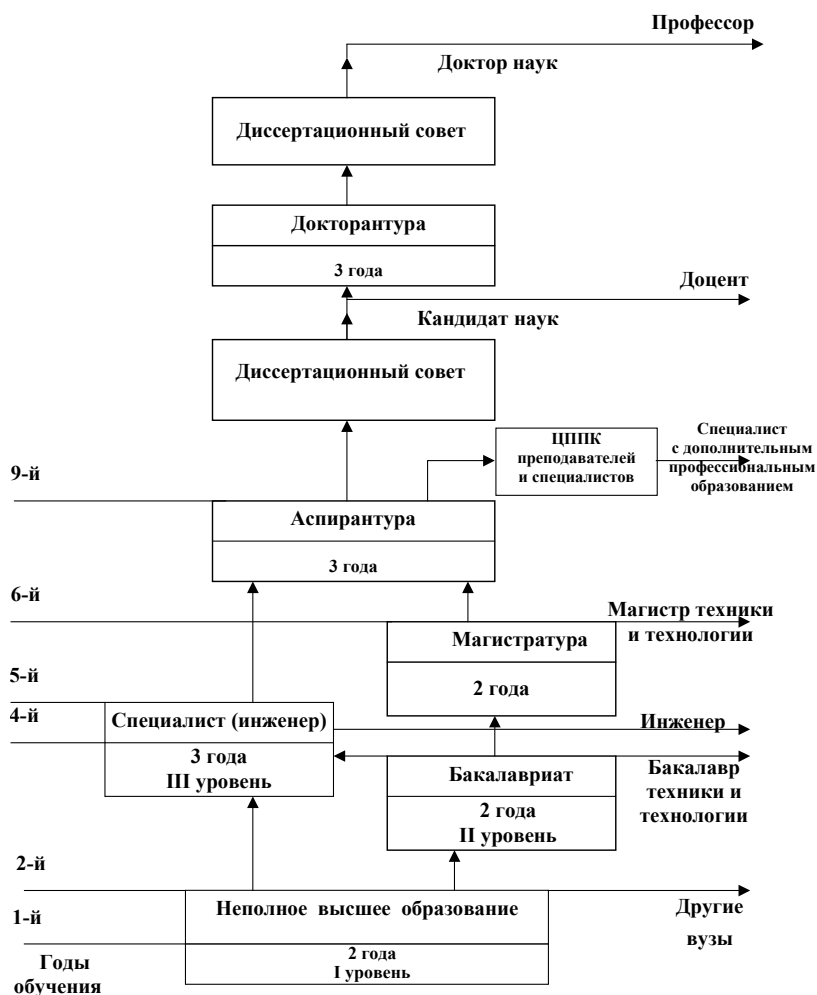 Профессор
Доктор наук
Диссертационный совет
Докторантура
3 года
Доцент
Кандидат наук
Диссертационный совет
ЦППК
преподавателей
и специалистов
Специалист
с дополнительным
профессиональным
образованием
9-й
Аспирантура
3 года
6-й
Магистр техники
и технологии
Магистратура
2 года
5-й
4-й
Специалист (инженер)
3 года
III уровень
Инженер
Бакалавриат
2 года
II уровень
Бакалавр
техники и
технологии
2-й
1-й
Неполное высшее образование
2 года
I уровень
Другие
вузы
Годы
обучения